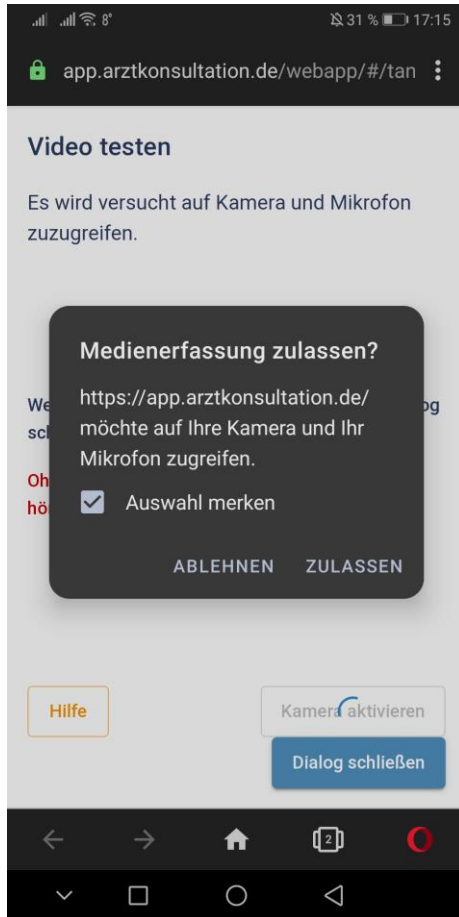 8°
31 %
17:15
app.arztkonsultation.de/webapp/#/tan
Video testen
Es wird versucht auf Kamera und Mikrofon
zuzugreifen.
Medienerfassung zulassen?
https://app.arztkonsultation.de/
möchte auf Ihre Kamera und Ihr
Mikrofon zugreifen.
Auswahl merken
ABLEHNEN
ZULASSEN
Hilfe
Kamera aktivieren
Dialog schließen
2